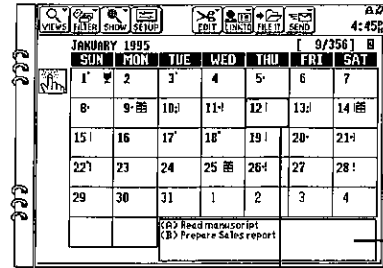 VIEWS FILTER SHOW SETUP EDIT LINKTO FILE IT SEND
4:45P
JANUARY 1995 [ 9/356]
SUN MON TUE WED THU FRI SAT
1 2 3 4 5 6 7
8 9 10 11 12 13 14
15 16 17 18 19 20 21
22 23 24 25 26 27 28
29 30 31 1 2 3 4
(A) Read manuscript
(B) Prepare Sales report